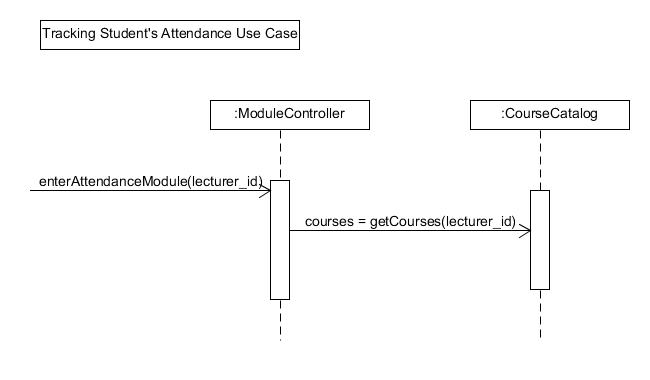 Tracking Student's Attendance Use Case
:ModuleController
:CourseCatalog
enterAttendanceModule(lecturer_id)
courses = getCourses(lecturer_id)